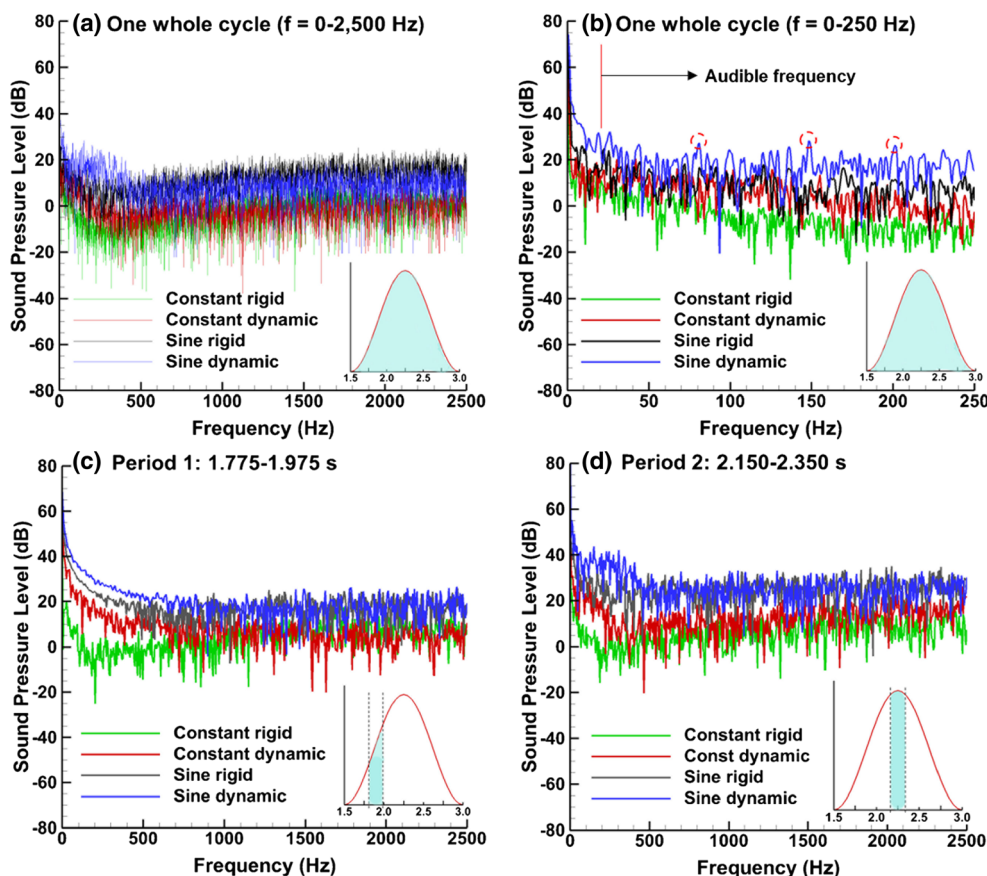 (a) One whole cycle (f = 0-2,500 Hz)
80
60
40
20
0
-20
-40
-60
-80
Sound Pressure Level (dB)
Constant rigid
Constant dynamic
Sine rigid
Sine dynamic
1.5 2.0 2.5 3.0
0 500 1000 1500 2000 2500
Frequency (Hz)
(b) One whole cycle (f = 0-250 Hz)
Audible frequency
80
60
40
20
0
-20
-40
-60
-80
Sound Pressure Level (dB)
Constant rigid
Constant dynamic
Sine rigid
Sine dynamic
1.5 2.0 2.5 3.0
0 50 100 150 200 250
Frequency (Hz)
(c) Period 1: 1.775-1.975 s
80
60
40
20
0
-20
-40
-60
-80
Sound Pressure Level (dB)
Constant rigid
Constant dynamic
Sine rigid
Sine dynamic
1.5 2.0 2.5 3.0
0 500 1000 1500 2000 2500
Frequency (Hz)
(d) Period 2: 2.150-2.350 s
80
60
40
20
0
-20
-40
-60
-80
Sound Pressure Level (dB)
Constant rigid
Const dynamic
Sine rigid
Sine dynamic
1.5 2.0 2.5 3.0
0 500 1000 1500 2000 2500
Frequency (Hz)